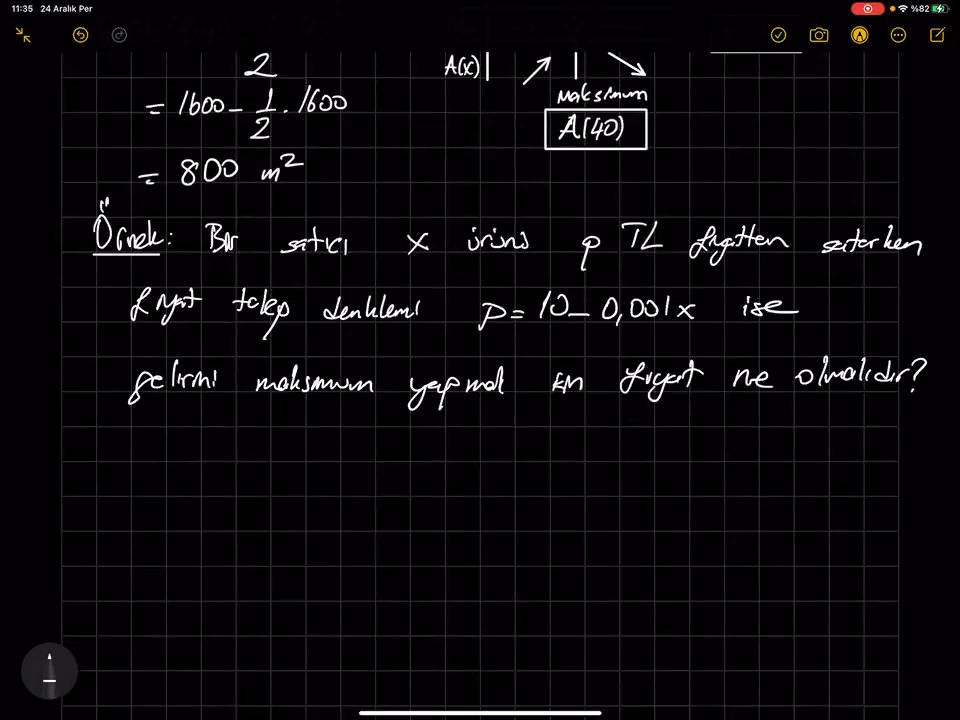 11:35 24 Aralık Per %82
2 A(x)
= 1600 - 1/2 . 1600 maksimum
A(40)
= 800 m²
Örnek: Bir satıcı x ürünü p TL fiyattan satarken
fiyat talep denklemi p = 10 - 0,001x ise
gelirini maksimum yapmak için fiyat ne olmalıdır?